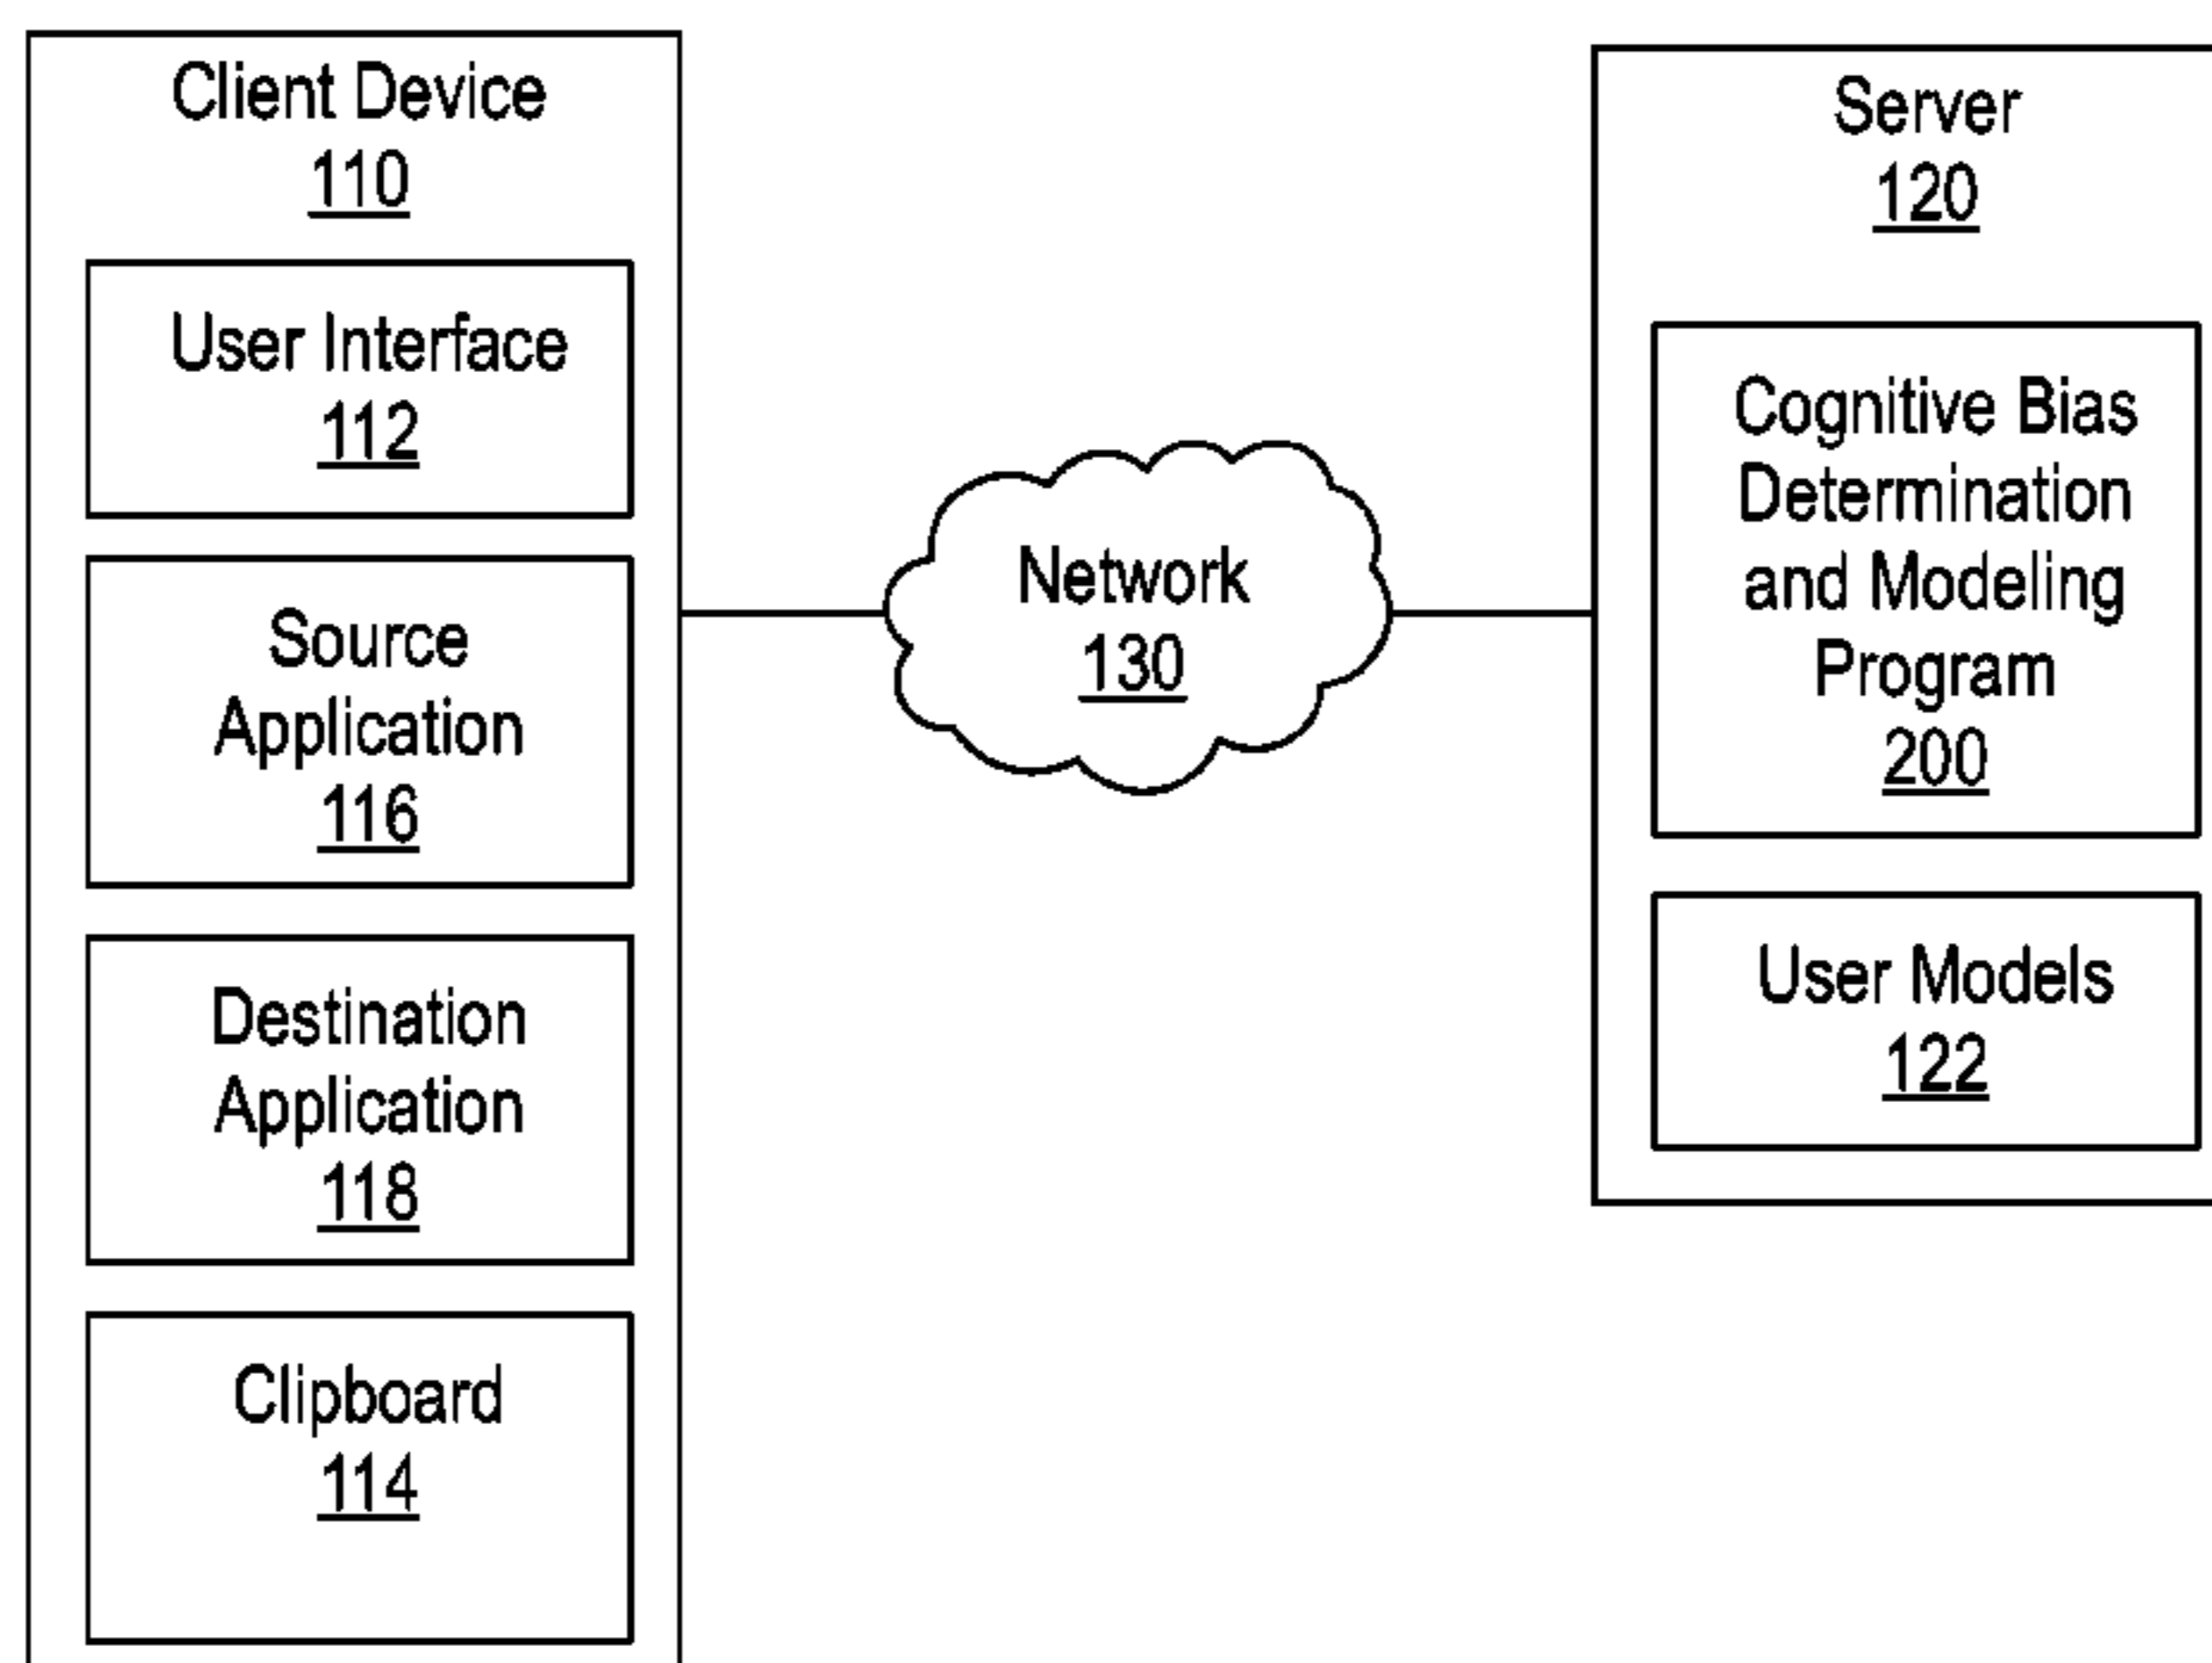 Client Device
110
User Interface
112
Source
Application
116
Destination
Application
118
Clipboard
114
Network
130
Server
120
Cognitive Bias
Determination
and Modeling
Program
200
User Models
122